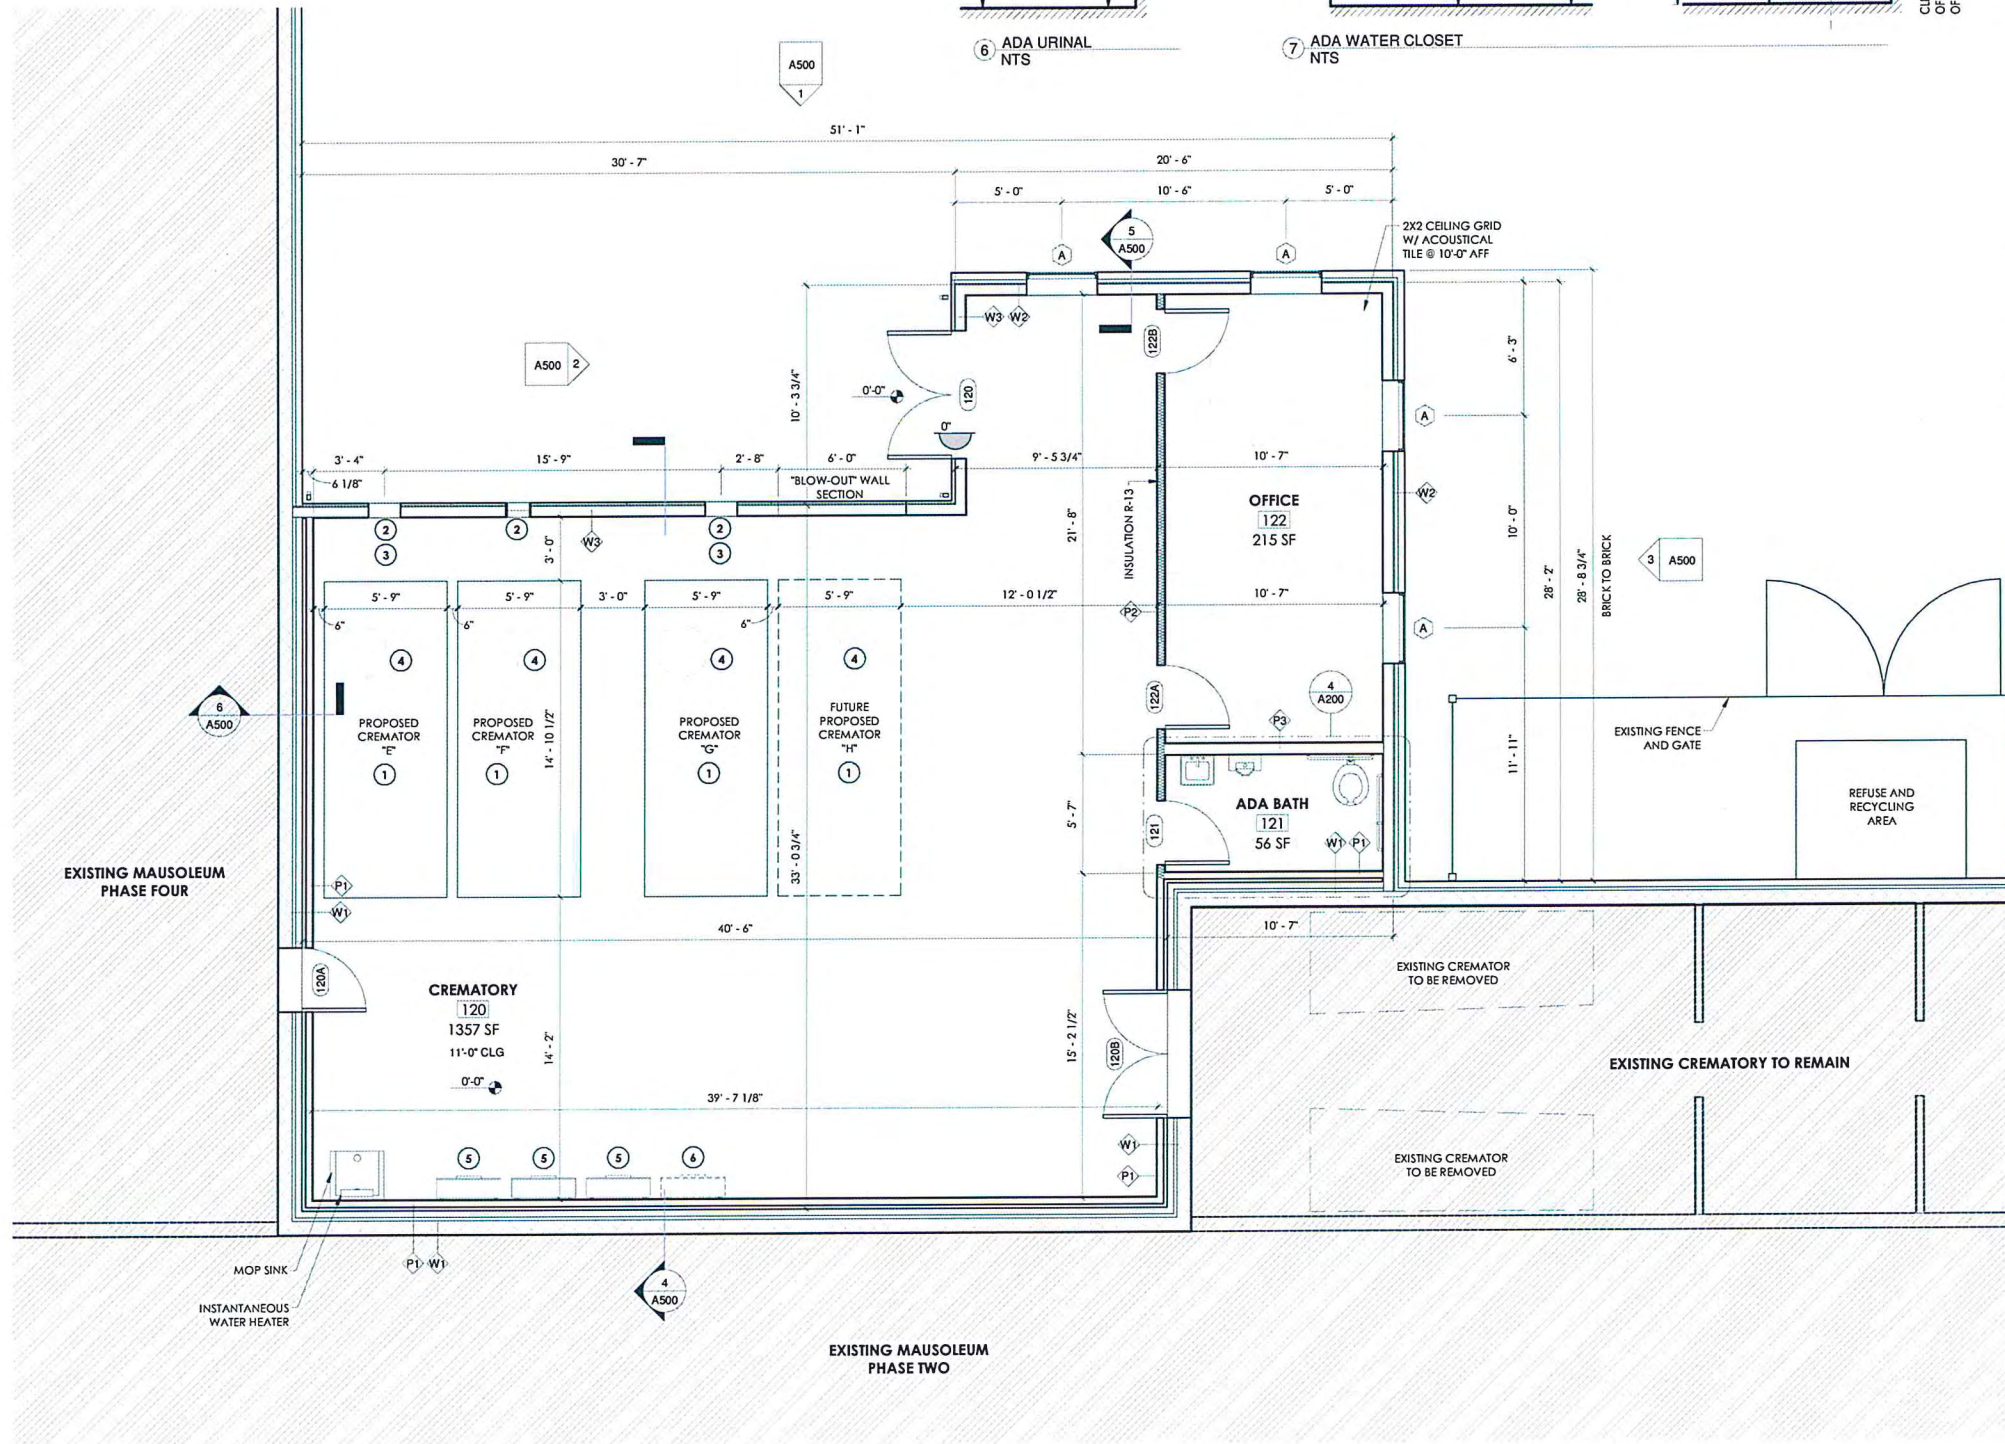 6 ADA URINAL
NTS
7 ADA WATER CLOSET
NTS
A500
1
51' - 1"
30' - 7"
20' - 6"
5' - 0"
10' - 6"
5' - 0"
5
A500
A
A
2X2 CEILING GRID
W/ ACOUSTICAL
TILE @ 10'-0" AFF
W3
W2
122B
6' - 3"
A500
2
10' - 3 3/4"
0'-0"
120
0"
A
3' - 4"
15' - 9"
2' - 8"
6' - 0"
9' - 5 3/4"
10' - 7"
6 1/8"
"BLOW-OUT" WALL
SECTION
W2
OFFICE
122
215 SF
INSULATION R-13
21' - 8"
10' - 0"
28' - 2"
28' - 8 3/4"
BRICK TO BRICK
2
3
2
2
3
W3
3' - 0"
3
A500
5' - 9"
5' - 9"
3' - 0"
5' - 9"
5' - 9"
12' - 0 1/2"
10' - 7"
6"
6"
6"
P2
A
4
4
4
4
122A
4
A200
6
A500
PROPOSED
CREMATOR
"E"
1
PROPOSED
CREMATOR
"F"
1
14' - 10 1/2"
PROPOSED
CREMATOR
"G"
1
FUTURE
PROPOSED
CREMATOR
"H"
1
P3
EXISTING FENCE
AND GATE
11' - 11"
REFUSE AND
RECYCLING
AREA
ADA BATH
121
56 SF
5' - 7"
121
W1
P1
33' - 0 3/4"
EXISTING MAUSOLEUM
PHASE FOUR
P1
W1
40' - 6"
10' - 7"
120A
CREMATORY
120
1357 SF
11'-0" CLG
0'-0"
14' - 2"
15' - 2 1/2"
120B
EXISTING CREMATOR
TO BE REMOVED
EXISTING CREMATORY TO REMAIN
39' - 7 1/8"
W1
P1
EXISTING CREMATOR
TO BE REMOVED
5
5
5
6
MOP SINK
P1
W1
4
A500
INSTANTANEOUS
WATER HEATER
EXISTING MAUSOLEUM
PHASE TWO